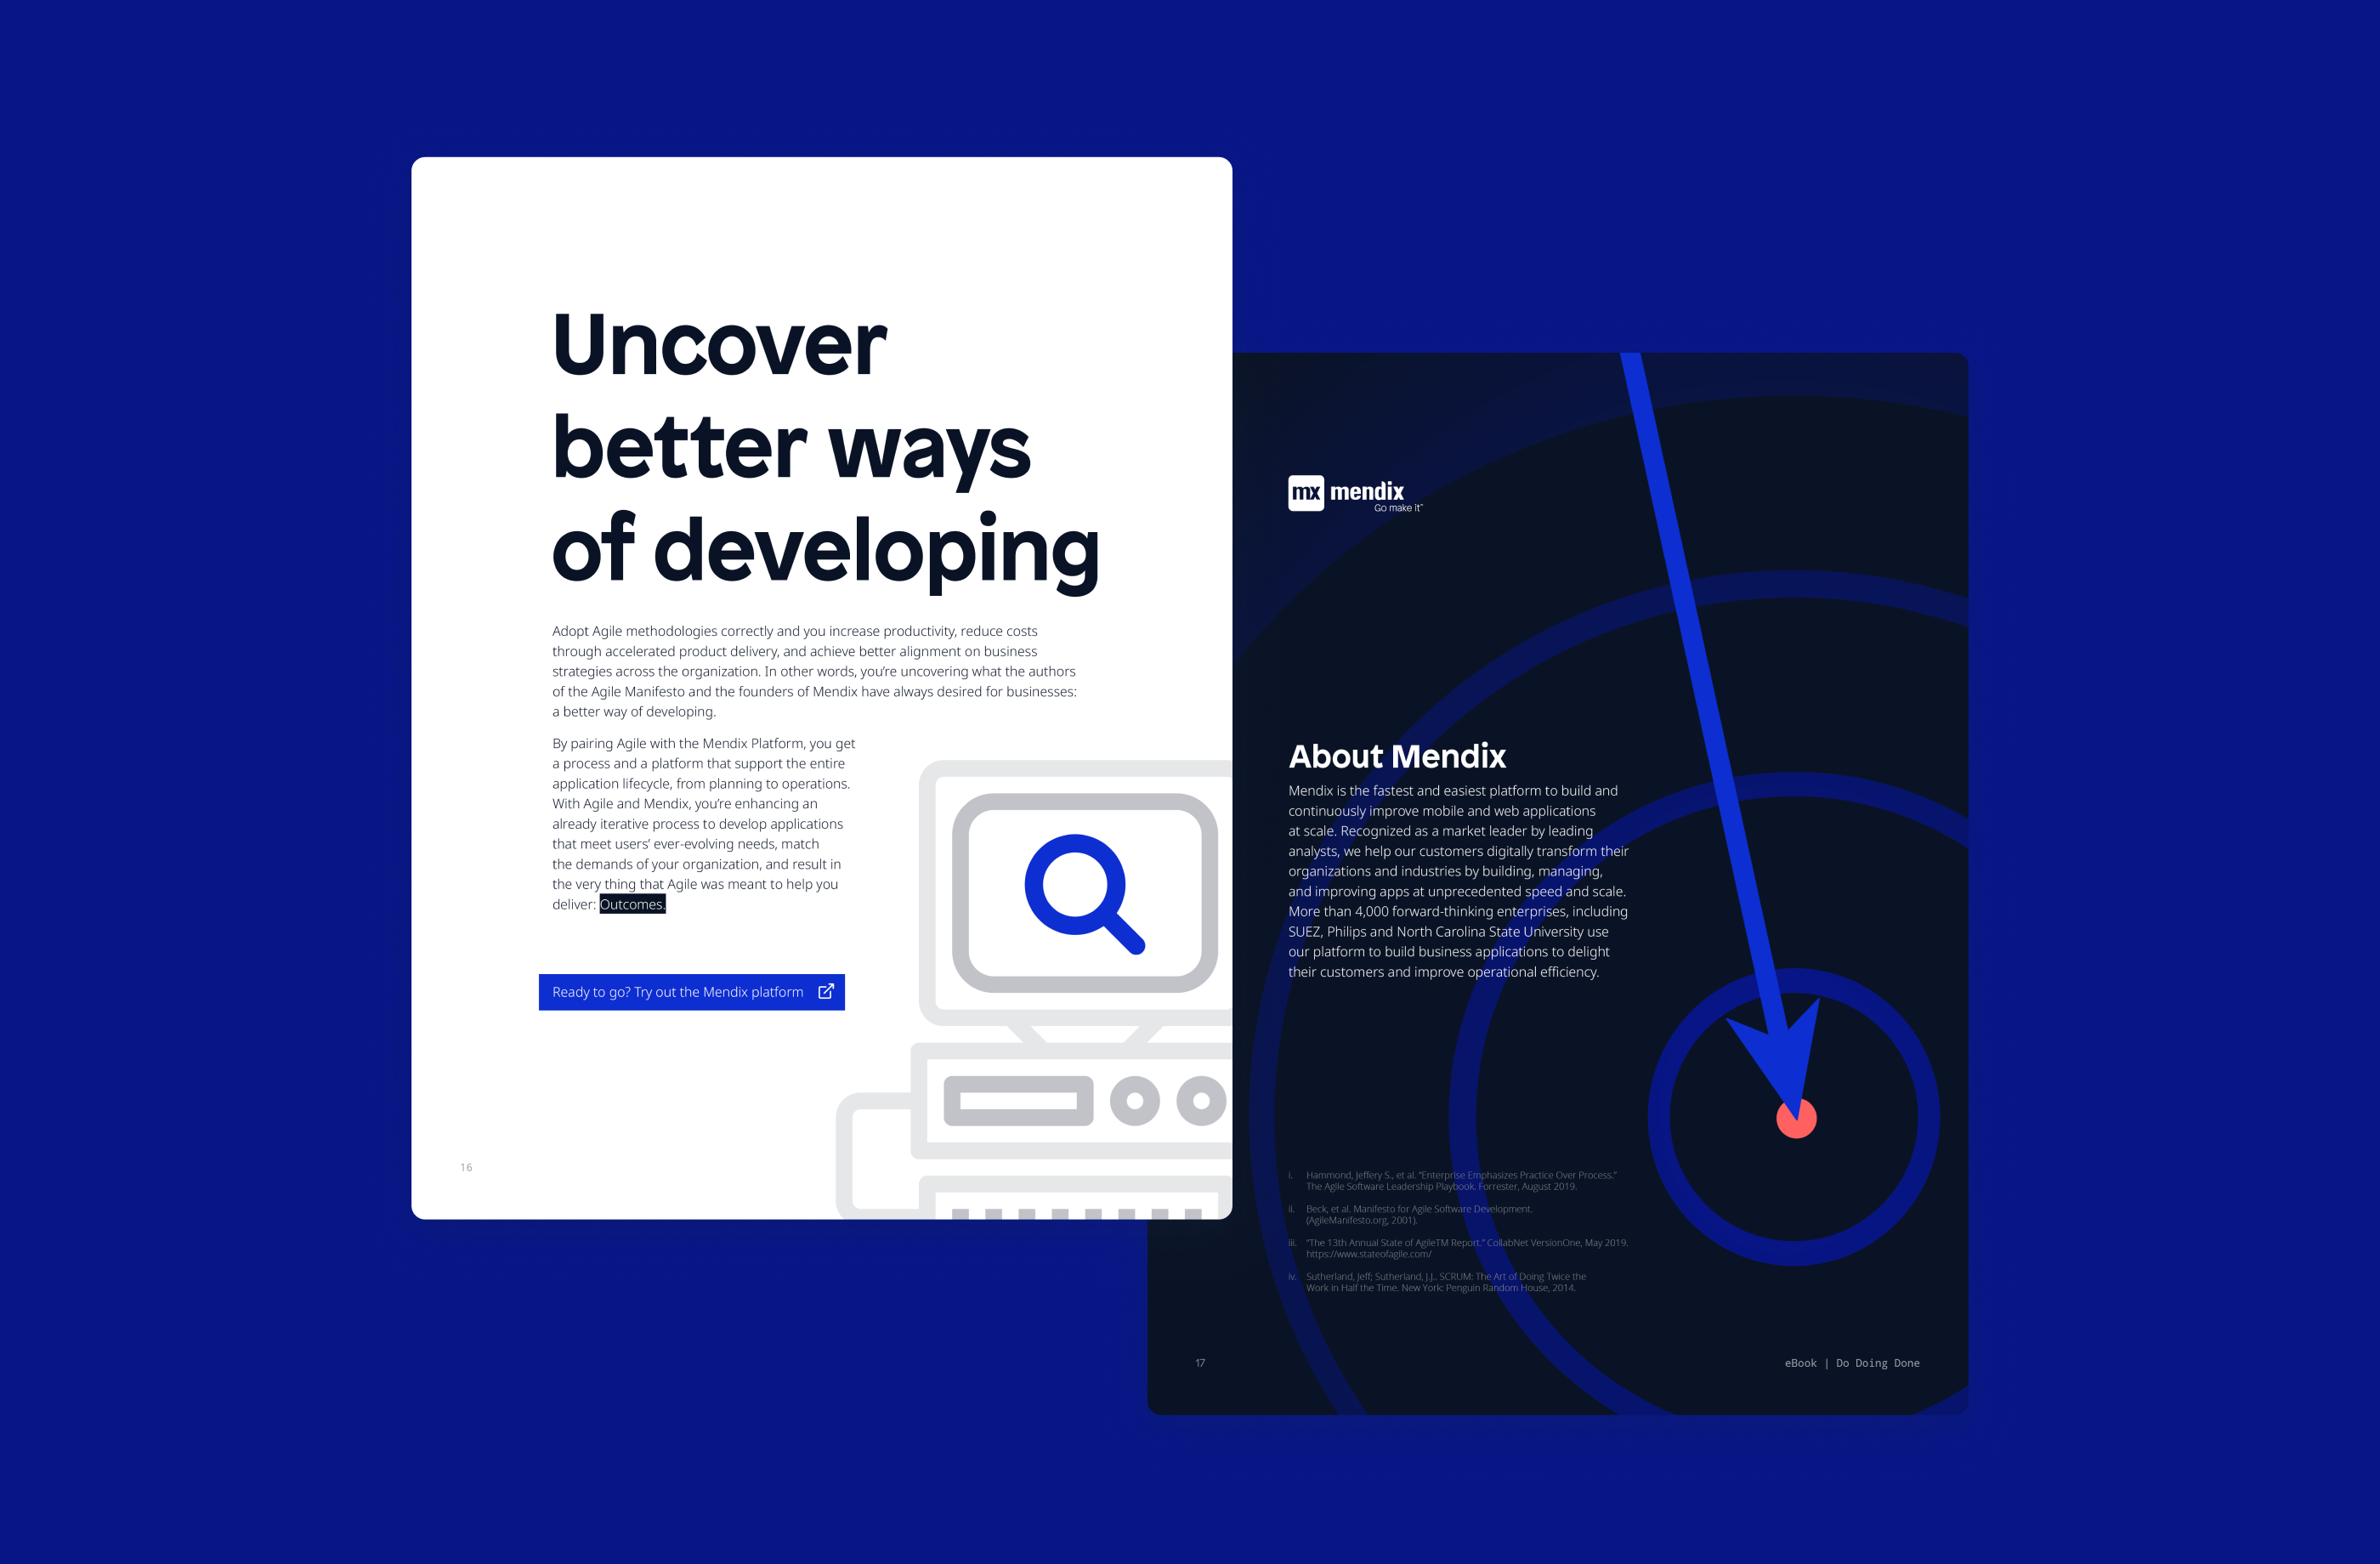 Uncover
better ways
of developing
Adopt Agile methodologies correctly and you increase productivity, reduce costs
through accelerated product delivery, and achieve better alignment on business
strategies across the organization. In other words, you’re uncovering what the authors
of the Agile Manifesto and the founders of Mendix have always desired for businesses:
a better way of developing.
By pairing Agile with the Mendix Platform, you get
a process and a platform that support the entire
application lifecycle, from planning to operations.
With Agile and Mendix, you’re enhancing an
already iterative process to develop applications
that meet users’ ever-evolving needs, match
the demands of your organization, and result in
the very thing that Agile was meant to help you
deliver: Outcomes.
Ready to go? Try out the Mendix platform
16
mx mendix
Go make it™
About Mendix
Mendix is the fastest and easiest platform to build and
continuously improve mobile and web applications
at scale. Recognized as a market leader by leading
analysts, we help our customers digitally transform their
organizations and industries by building, managing,
and improving apps at unprecedented speed and scale.
More than 4,000 forward-thinking enterprises, including
SUEZ, Philips and North Carolina State University use
our platform to build business applications to delight
their customers and improve operational efficiency.
i. Hammond, Jeffery S., et al. “Enterprise Emphasizes Practice Over Process.”
The Agile Software Leadership Playbook. Forrester, August 2019.
ii. Beck, et al. Manifesto for Agile Software Development.
(AgileManifesto.org, 2001).
iii. “The 13th Annual State of AgileTM Report.” CollabNet VersionOne, May 2019.
https://www.stateofagile.com/
iv. Sutherland, Jeff; Sutherland, J.J.. SCRUM: The Art of Doing Twice the
Work in Half the Time. New York: Penguin Random House, 2014.
17
eBook | Do Doing Done